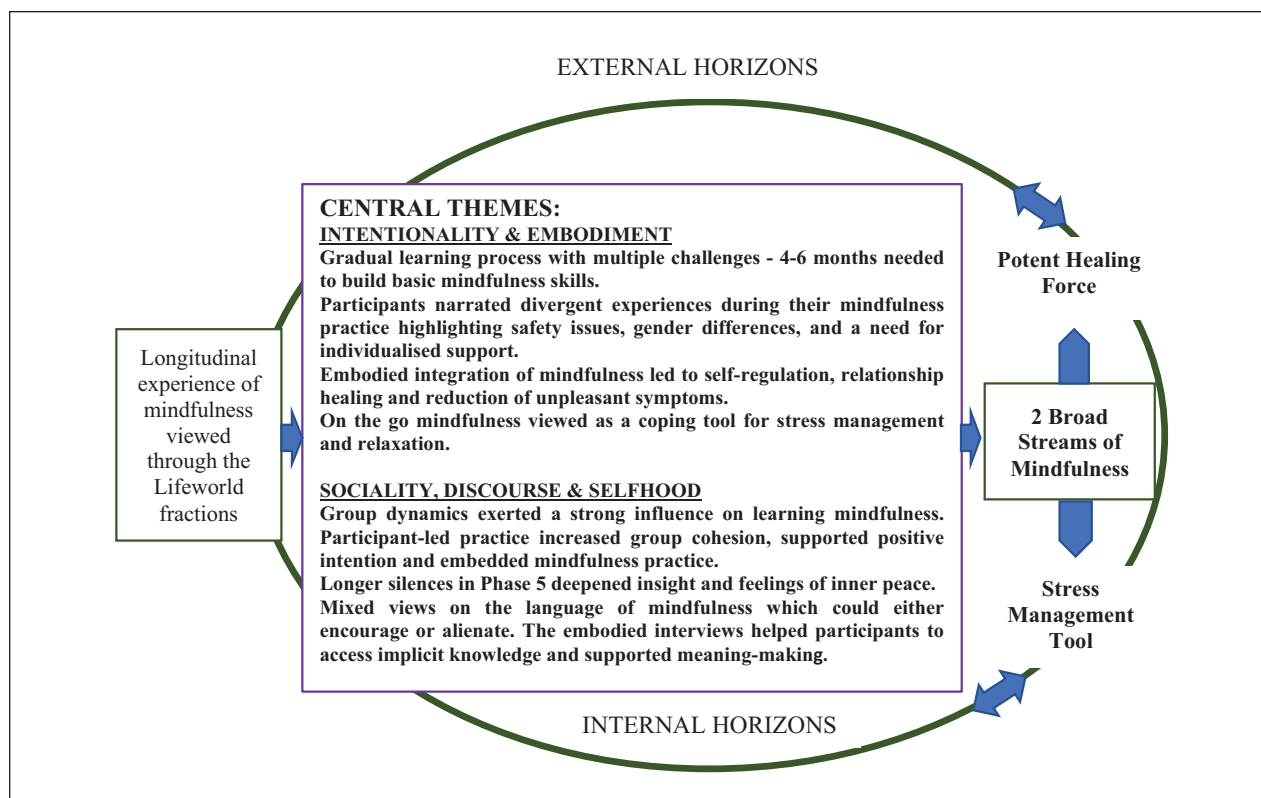 EXTERNAL HORIZONS
Longitudinal
experience of
mindfulness
viewed
through the
Lifeworld
fractions
CENTRAL THEMES:
INTENTIONALITY & EMBODIMENT
Gradual learning process with multiple challenges - 4-6 months needed
to build basic mindfulness skills.
Participants narrated divergent experiences during their mindfulness
practice highlighting safety issues, gender differences, and a need for
individualised support.
Embodied integration of mindfulness led to self-regulation, relationship
healing and reduction of unpleasant symptoms.
On the go mindfulness viewed as a coping tool for stress management
and relaxation.
SOCIALITY, DISCOURSE & SELFHOOD
Group dynamics exerted a strong influence on learning mindfulness.
Participant-led practice increased group cohesion, supported positive
intention and embedded mindfulness practice.
Longer silences in Phase 5 deepened insight and feelings of inner peace.
Mixed views on the language of mindfulness which could either
encourage or alienate. The embodied interviews helped participants to
access implicit knowledge and supported meaning-making.
Potent Healing
Force
2 Broad
Streams of
Mindfulness
Stress
Management
Tool
INTERNAL HORIZONS